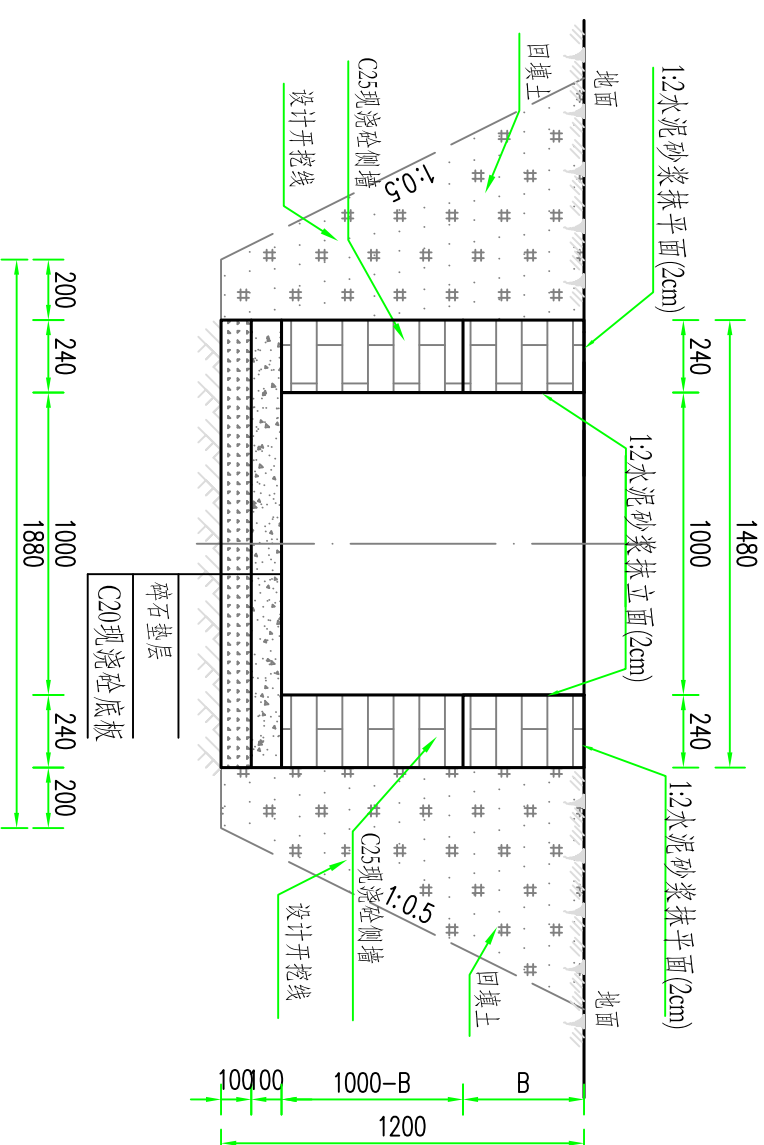 1480
240
1000
240
1:2水泥砂浆抹平面(2cm)
1:2水泥砂浆抹立面(2cm)
1:2水泥砂浆抹平面(2cm)
地面
地面
回填土
回填土
C25现浇砼侧墙
C25现浇砼侧墙
设计开挖线
设计开挖线
1:0.5
1:0.5
B
1000-B
100
100
1200
碎石垫层
C20现浇砼底板
200
240
1000
240
200
1880